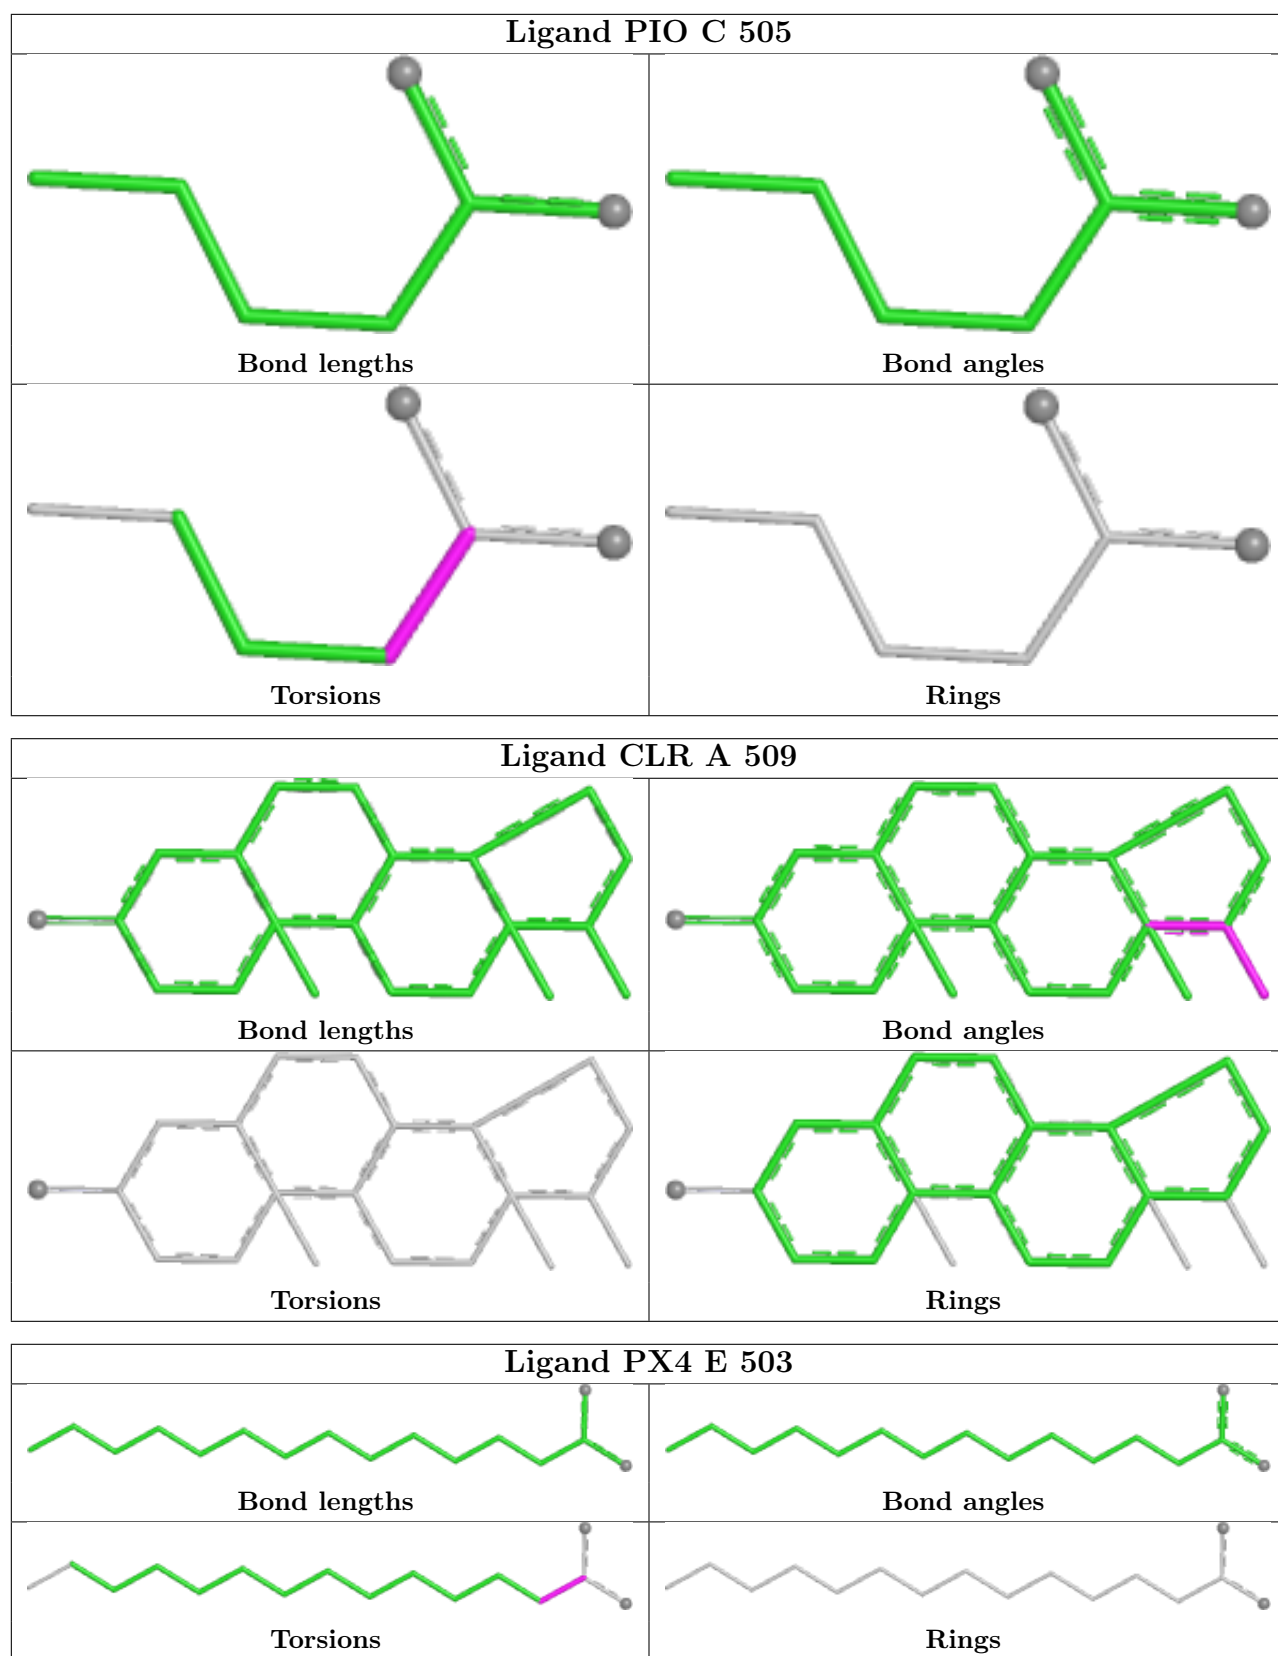 Ligand PIO C 505
Bond lengths
Bond angles
Torsions
Rings
Ligand CLR A 509
Bond lengths
Bond angles
Torsions
Rings
Ligand PX4 E 503
Bond lengths
Bond angles
Torsions
Rings